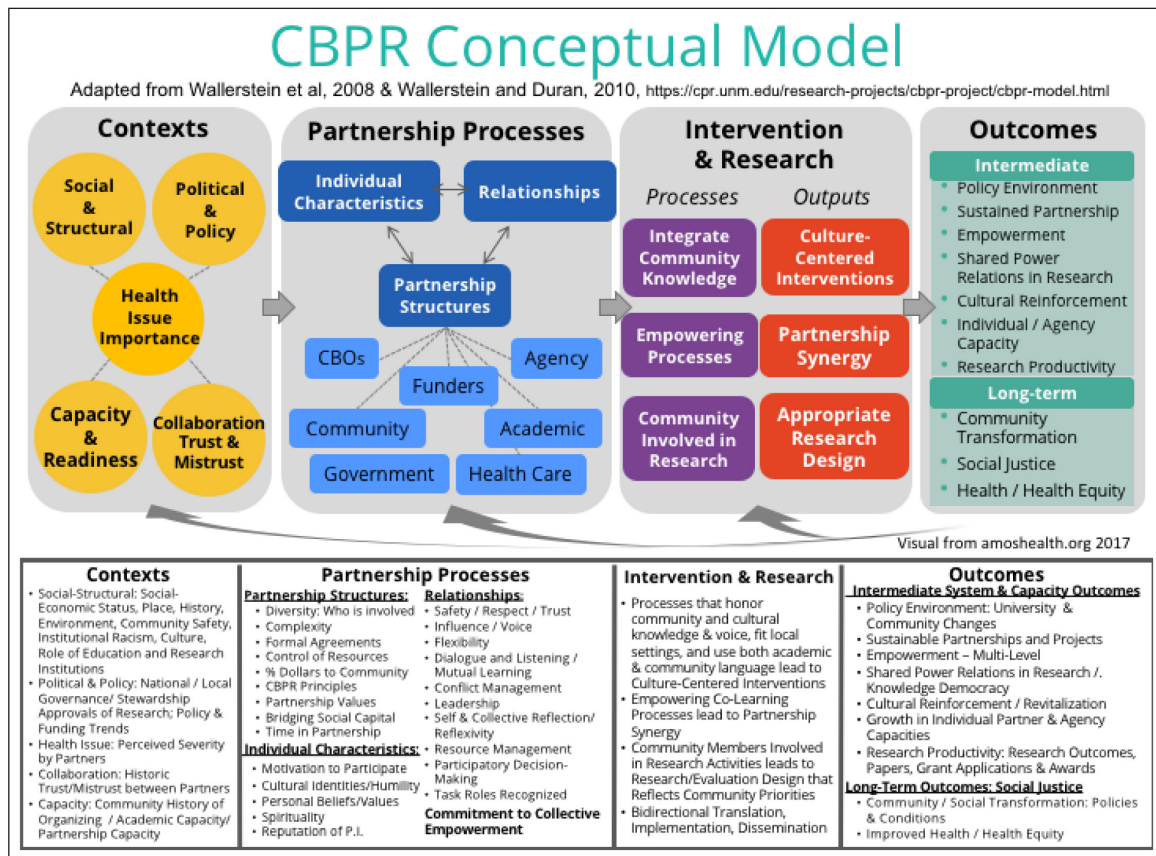 CBPR Conceptual Model
Adapted from Wallerstein et al, 2008 & Wallerstein and Duran, 2010, https://cpr.unm.edu/research-projects/cbpr-project/cbpr-model.html
Contexts
Social
&
Structural
Political
&
Policy
Health
Issue
Importance
Capacity
&
Readiness
Collaboration
Trust &
Mistrust
Partnership Processes
Individual
Characteristics
Relationships
Partnership
Structures
CBOs
Agency
Funders
Community
Academic
Government
Health Care
Intervention
& Research
Processes
Outputs
Integrate
Community
Knowledge
Culture-
Centered
Interventions
Empowering
Processes
Partnership
Synergy
Community
Involved in
Research
Appropriate
Research
Design
Outcomes
Intermediate
• Policy Environment
• Sustained Partnership
• Empowerment
• Shared Power
Relations in Research
• Cultural Reinforcement
• Individual / Agency
Capacity
• Research Productivity
Long-term
• Community
Transformation
• Social Justice
• Health / Health Equity
Visual from amoshealth.org 2017
Contexts
• Social-Structural: Social-
Economic Status, Place, History,
Environment, Community Safety,
Institutional Racism, Culture,
Role of Education and Research
Institutions
• Political & Policy: National / Local
Governance/ Stewardship
Approvals of Research; Policy &
Funding Trends
• Health Issue: Perceived Severity
by Partners
• Collaboration: Historic
Trust/Mistrust between Partners
• Capacity: Community History of
Organizing / Academic Capacity/
Partnership Capacity
Partnership Processes
Partnership Structures:
• Diversity: Who is involved
• Complexity
• Formal Agreements
• Control of Resources
• % Dollars to Community
• CBPR Principles
• Partnership Values
• Bridging Social Capital
• Time in Partnership
Individual Characteristics:
• Motivation to Participate
• Cultural Identities/Humility
• Personal Beliefs/Values
• Spirituality
• Reputation of P.I.
Relationships:
• Safety / Respect / Trust
• Influence / Voice
• Flexibility
• Dialogue and Listening /
Mutual Learning
• Conflict Management
• Leadership
• Self & Collective Reflection/
Reflexivity
• Resource Management
• Participatory Decision-
Making
• Task Roles Recognized
Commitment to Collective
Empowerment
Intervention & Research
• Processes that honor
community and cultural
knowledge & voice, fit local
settings, and use both academic
& community language lead to
Culture-Centered Interventions
• Empowering Co-Learning
Processes lead to Partnership
Synergy
• Community Members Involved
in Research Activities leads to
Research/Evaluation Design that
Reflects Community Priorities
• Bidirectional Translation,
Implementation, Dissemination
Outcomes
Intermediate System & Capacity Outcomes
• Policy Environment: University &
Community Changes
• Sustainable Partnerships and Projects
• Empowerment – Multi-Level
• Shared Power Relations in Research /.
Knowledge Democracy
• Cultural Reinforcement / Revitalization
• Growth in Individual Partner & Agency
Capacities
• Research Productivity: Research Outcomes,
Papers, Grant Applications & Awards
Long-Term Outcomes: Social Justice
• Community / Social Transformation: Policies
& Conditions
• Improved Health / Health Equity